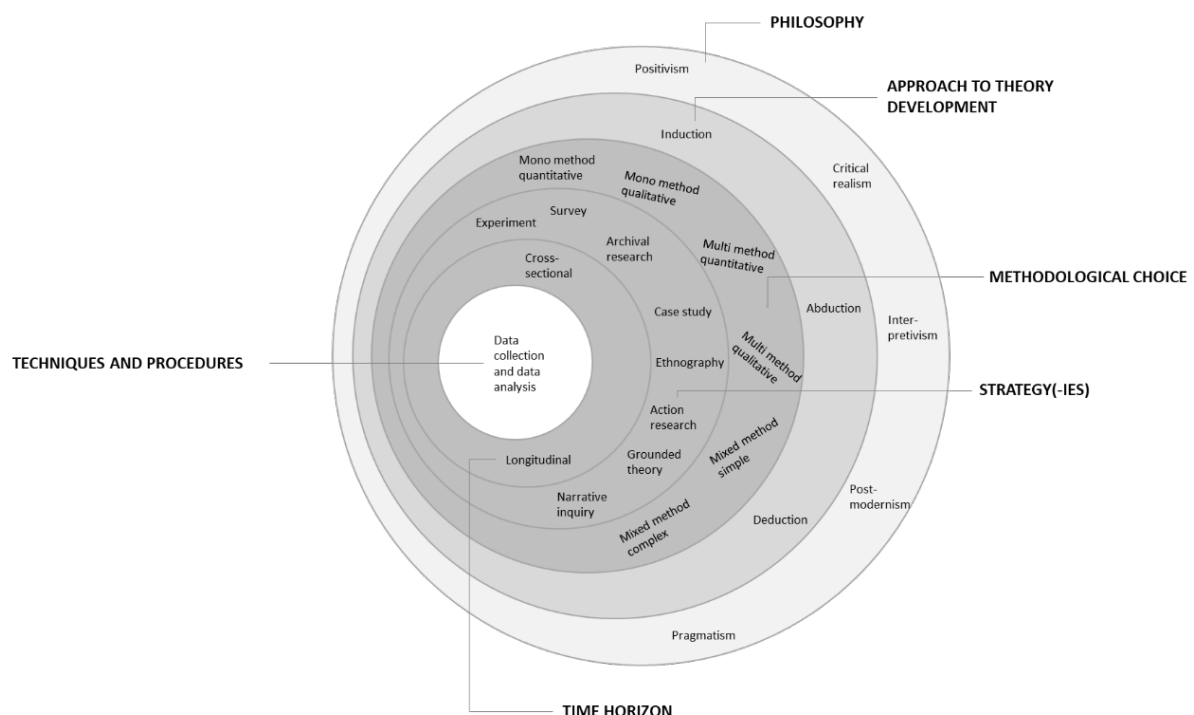 PHILOSOPHY
Positivism
APPROACH TO THEORY
DEVELOPMENT
Induction
Mono method
quantitative
Mono method
qualitative
Critical
realism
Survey
Experiment
Archival
research
Multi method
quantitative
Cross-
sectional
METHODOLOGICAL CHOICE
Case study
Abduction
Inter-
pretivism
Data
collection
and data
analysis
TECHNIQUES AND PROCEDURES
Ethnography
Multi method
qualitative
STRATEGY(-IES)
Action
research
Mixed method
simple
Longitudinal
Grounded
theory
Post-
modernism
Narrative
inquiry
Mixed method
complex
Deduction
Pragmatism
TIME HORIZON